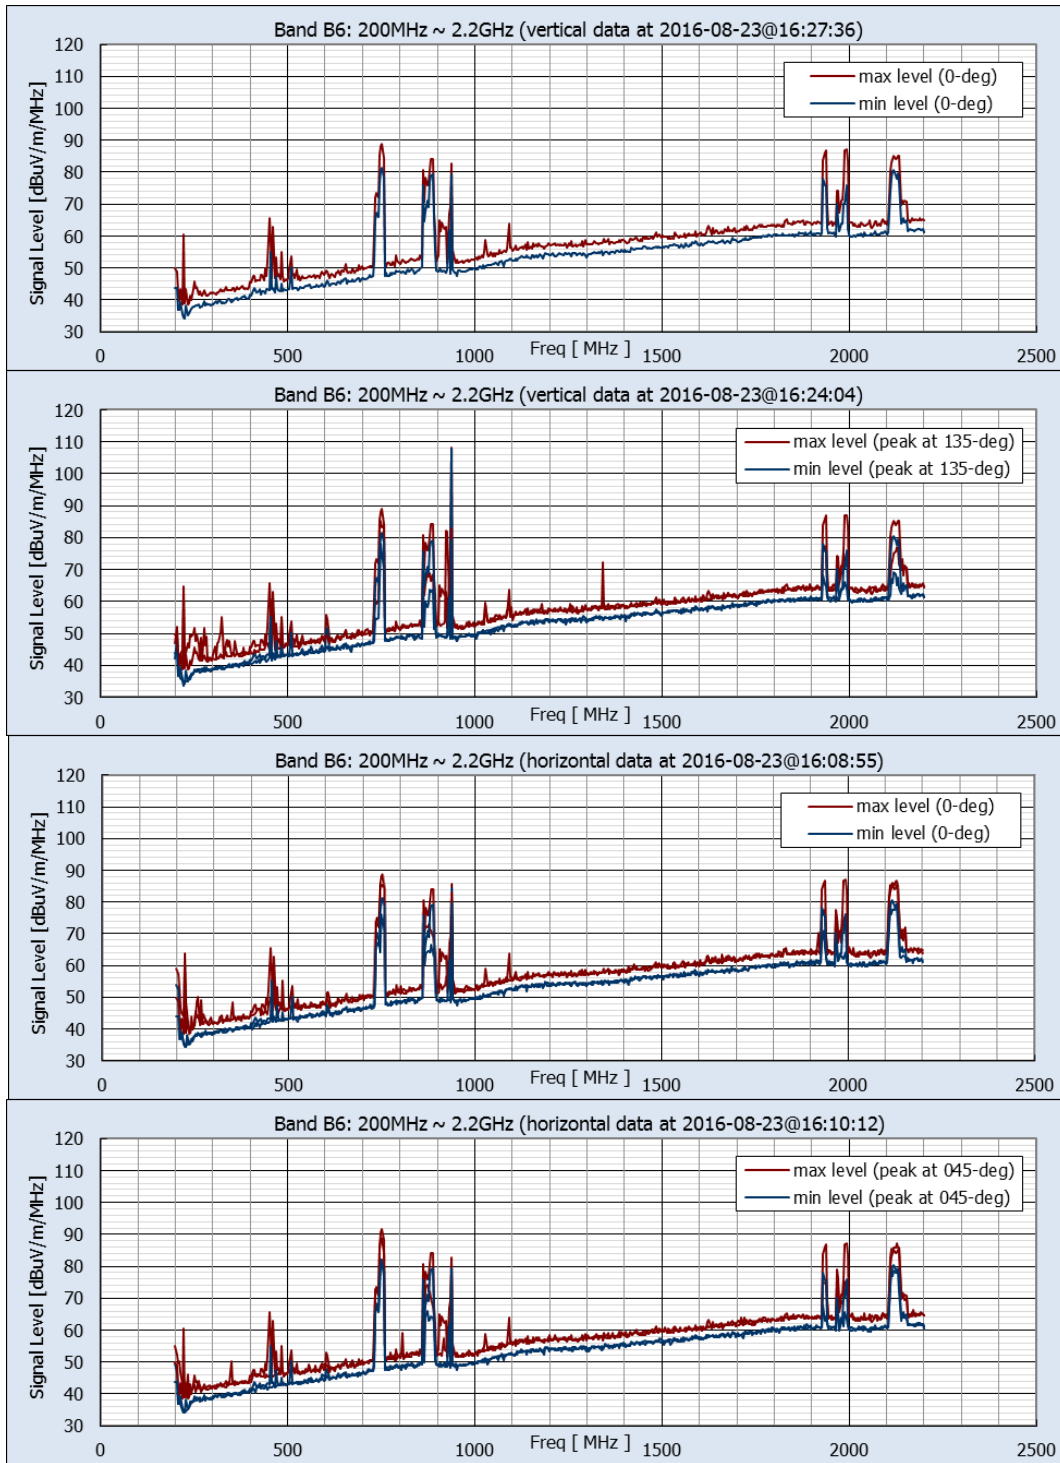 Band B6: 200MHz ~ 2.2GHz (vertical data at 2016-08-23@16:27:36)
Signal Level [dBuV/m/MHz]
120
110
100
90
80
70
60
50
40
30
max level (0-deg)
min level (0-deg)
0 500 1000 1500 2000 2500
Freq [ MHz ]
Band B6: 200MHz ~ 2.2GHz (vertical data at 2016-08-23@16:24:04)
Signal Level [dBuV/m/MHz]
120
110
100
90
80
70
60
50
40
30
max level (peak at 135-deg)
min level (peak at 135-deg)
0 500 1000 1500 2000 2500
Freq [ MHz ]
Band B6: 200MHz ~ 2.2GHz (horizontal data at 2016-08-23@16:08:55)
Signal Level [dBuV/m/MHz]
120
110
100
90
80
70
60
50
40
30
max level (0-deg)
min level (0-deg)
0 500 1000 1500 2000 2500
Freq [ MHz ]
Band B6: 200MHz ~ 2.2GHz (horizontal data at 2016-08-23@16:10:12)
Signal Level [dBuV/m/MHz]
120
110
100
90
80
70
60
50
40
30
max level (peak at 045-deg)
min level (peak at 045-deg)
0 500 1000 1500 2000 2500
Freq [ MHz ]